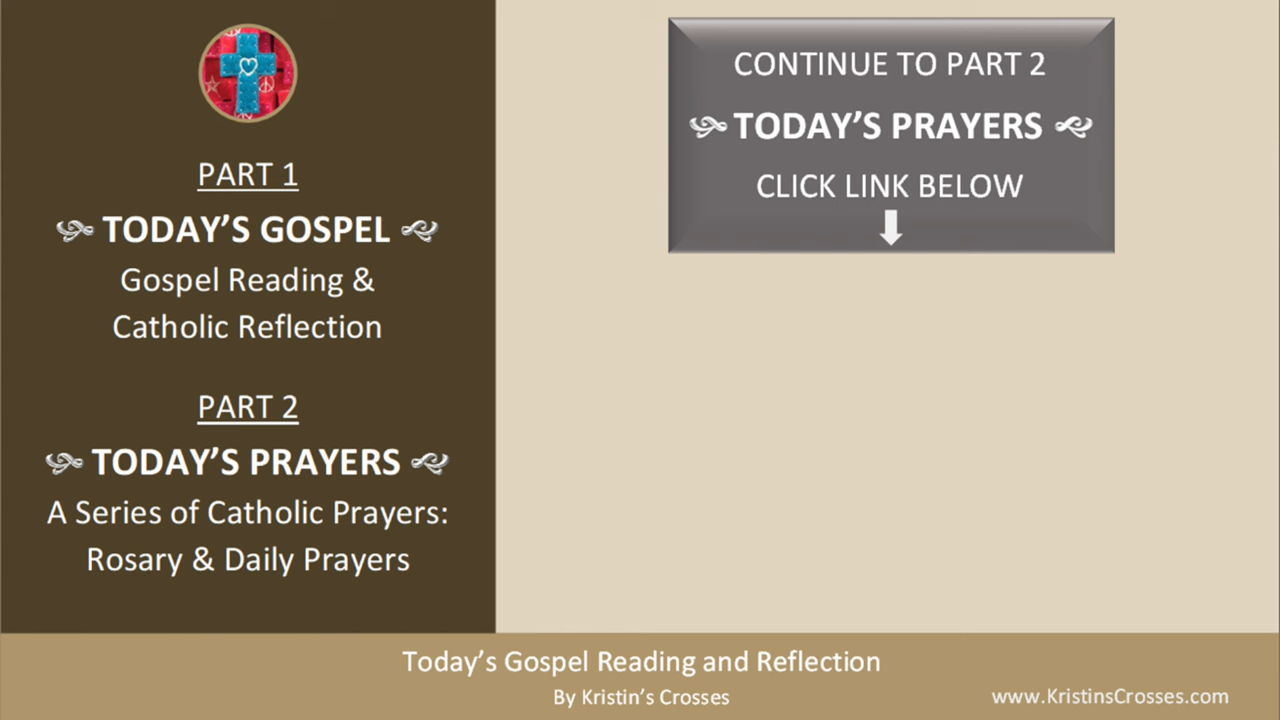 PART 1
TODAY'S GOSPEL
Gospel Reading &
Catholic Reflection
PART 2
TODAY'S PRAYERS
A Series of Catholic Prayers:
Rosary & Daily Prayers
CONTINUE TO PART 2
TODAY'S PRAYERS
CLICK LINK BELOW
Today's Gospel Reading and Reflection
By Kristin's Crosses
www.KristinsCrosses.com